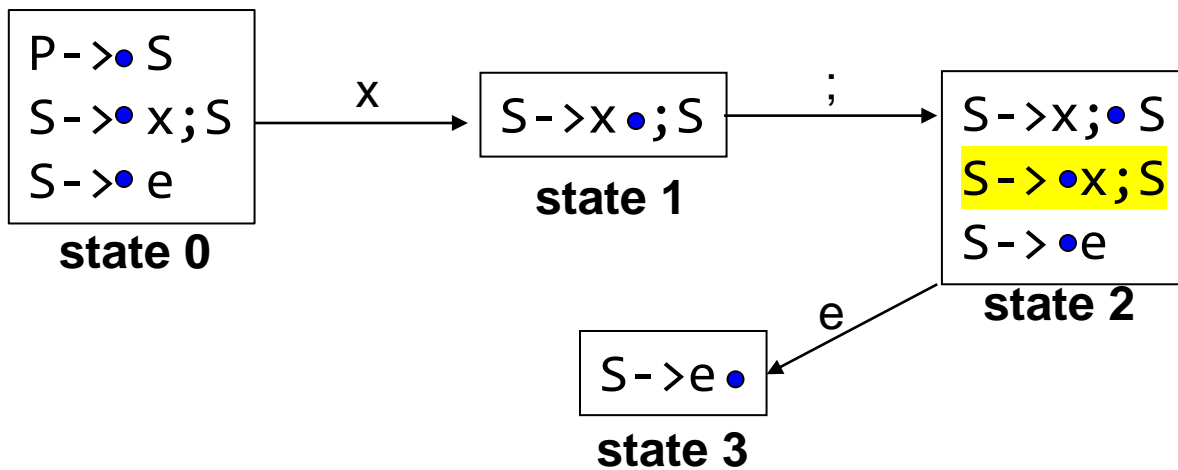 P->• S
S->• x;S
S->• e
state 0
x
S->x •;S
state 1
;
S->x;• S
S-> •x;S
S-> •e
state 2
e
S->e •
state 3